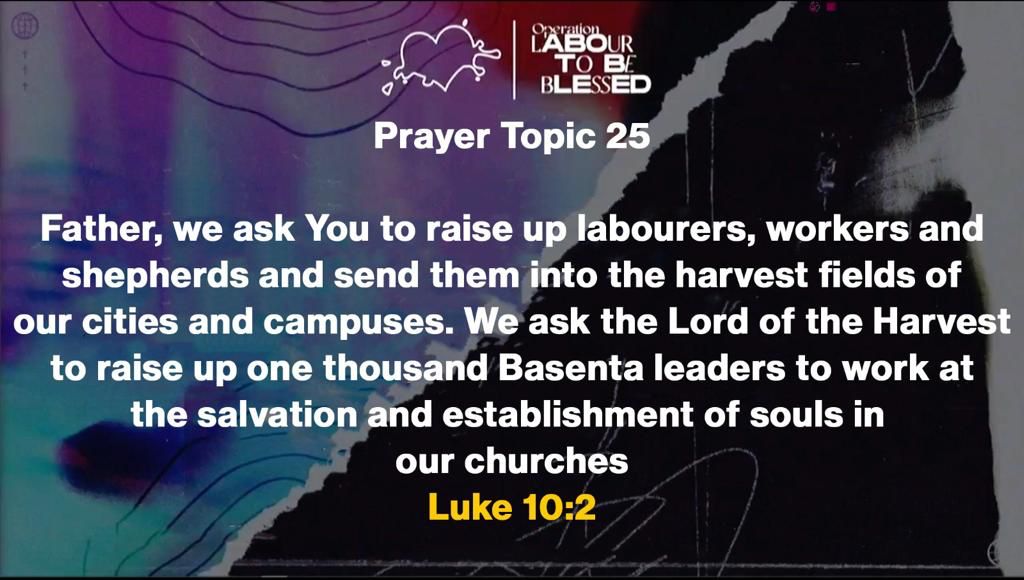 Operation
LABOUR
TO BE
BLESSED
Prayer Topic 25
Father, we ask You to raise up labourers, workers and
shepherds and send them into the harvest fields of
our cities and campuses. We ask the Lord of the Harvest
to raise up one thousand Basenta leaders to work at
the salvation and establishment of souls in
our churches
Luke 10:2